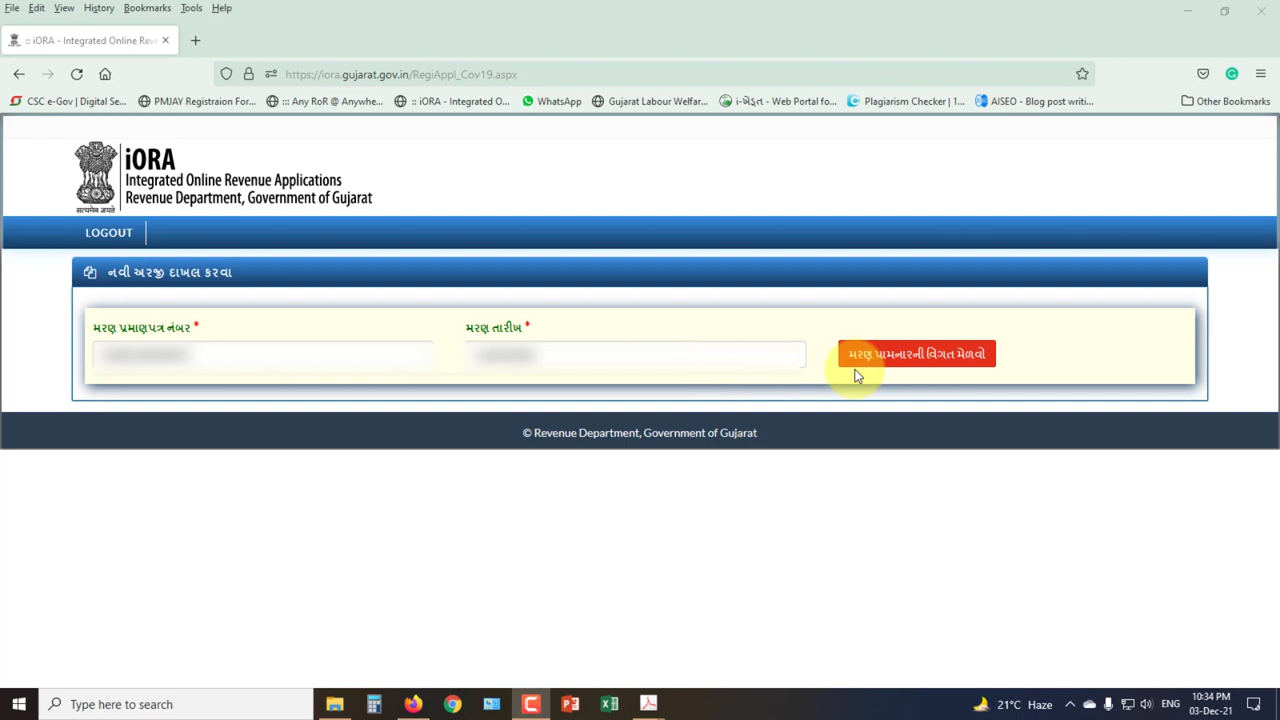 File Edit View History Bookmarks Tools Help
:: iORA - Integrated Online Rev
https://iora.gujarat.gov.in/RegiAppl_Cov19.aspx
CSC e-Gov | Digital Se... PMJAY Registraion For... ::: Any RoR @ Anywhe... :: iORA - Integrated O... WhatsApp Gujarat Labour Welfar... i-ખેડૂત - Web Portal fo... Plagiarism Checker | 1... AISEO - Blog post writi... Other Bookmarks
iORA
Integrated Online Revenue Applications
Revenue Department, Government of Gujarat
सत्यमेव जयते
LOGOUT
નવી અરજી દાખલ કરવા
મરણ પ્રમાણપત્ર નંબર * મરણ તારીખ *
મરણ પામનારની વિગત મેળવો
© Revenue Department, Government of Gujarat
Type here to search
21°C Haze
ENG
10:34 PM
03-Dec-21